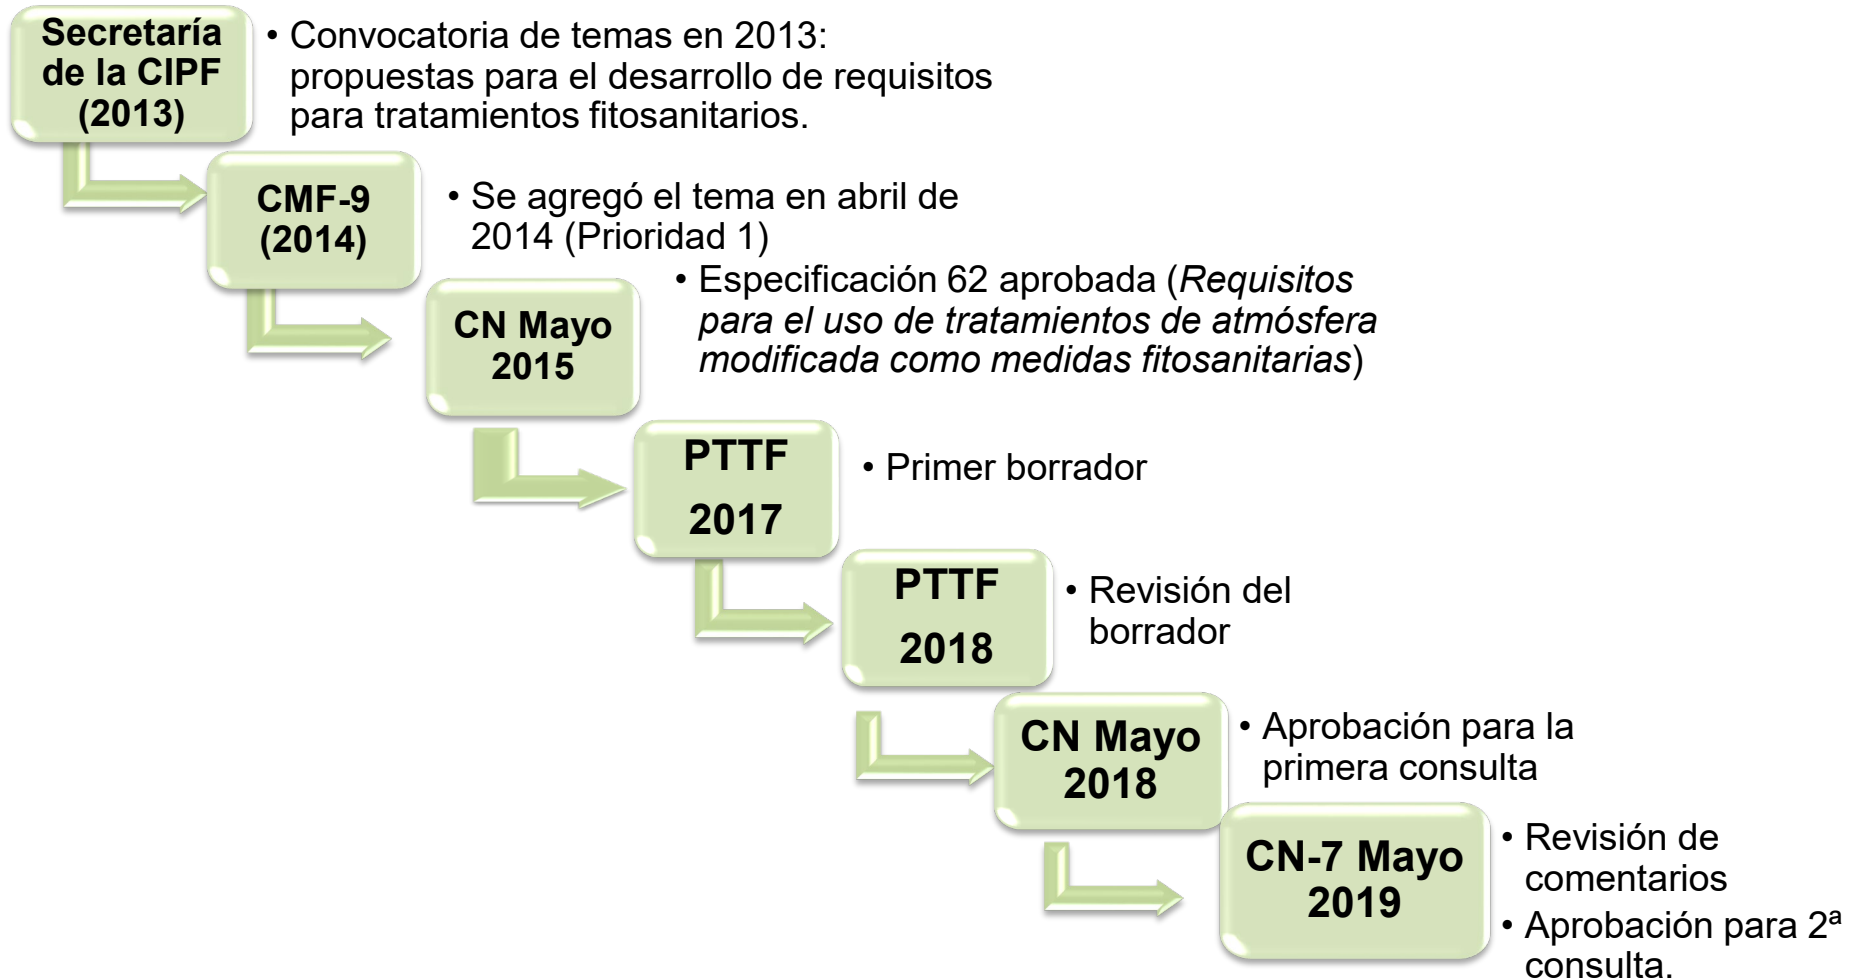 Secretaría
de la CIPF
(2013)
• Convocatoria de temas en 2013:
propuestas para el desarrollo de requisitos
para tratamientos fitosanitarios.
CMF-9
(2014)
• Se agregó el tema en abril de
2014 (Prioridad 1)
CN Mayo
2015
• Especificación 62 aprobada (Requisitos
para el uso de tratamientos de atmósfera
modificada como medidas fitosanitarias)
PTTF
2017
• Primer borrador
PTTF
2018
• Revisión del
borrador
CN Mayo
2018
• Aprobación para la
primera consulta
CN-7 Mayo
2019
• Revisión de
comentarios
• Aprobación para 2ª
consulta.